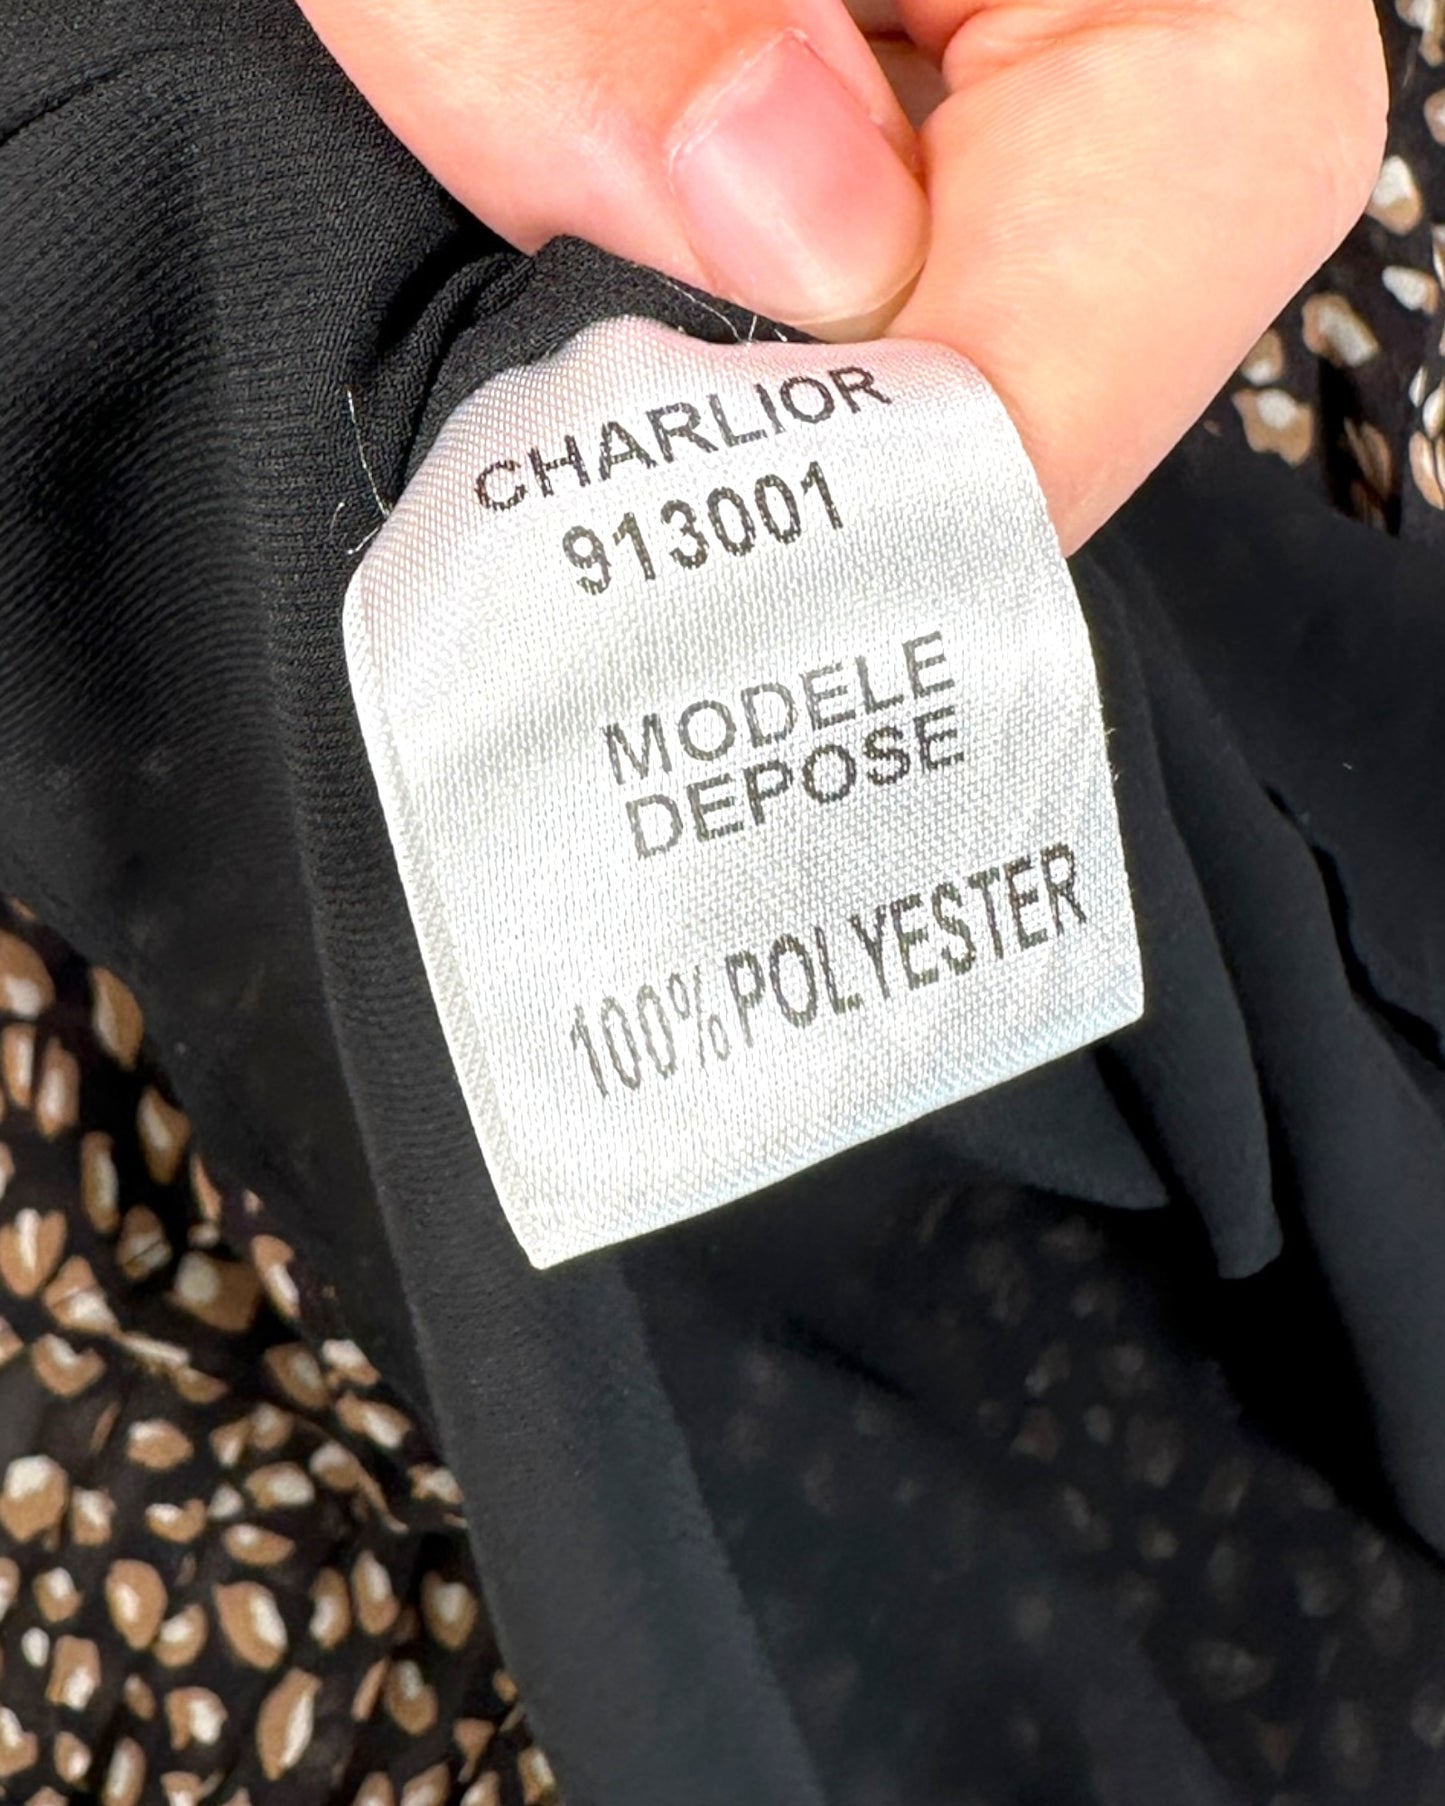 CHARLIOR
913001
MODELE
DEPOSE
100% POLYESTER